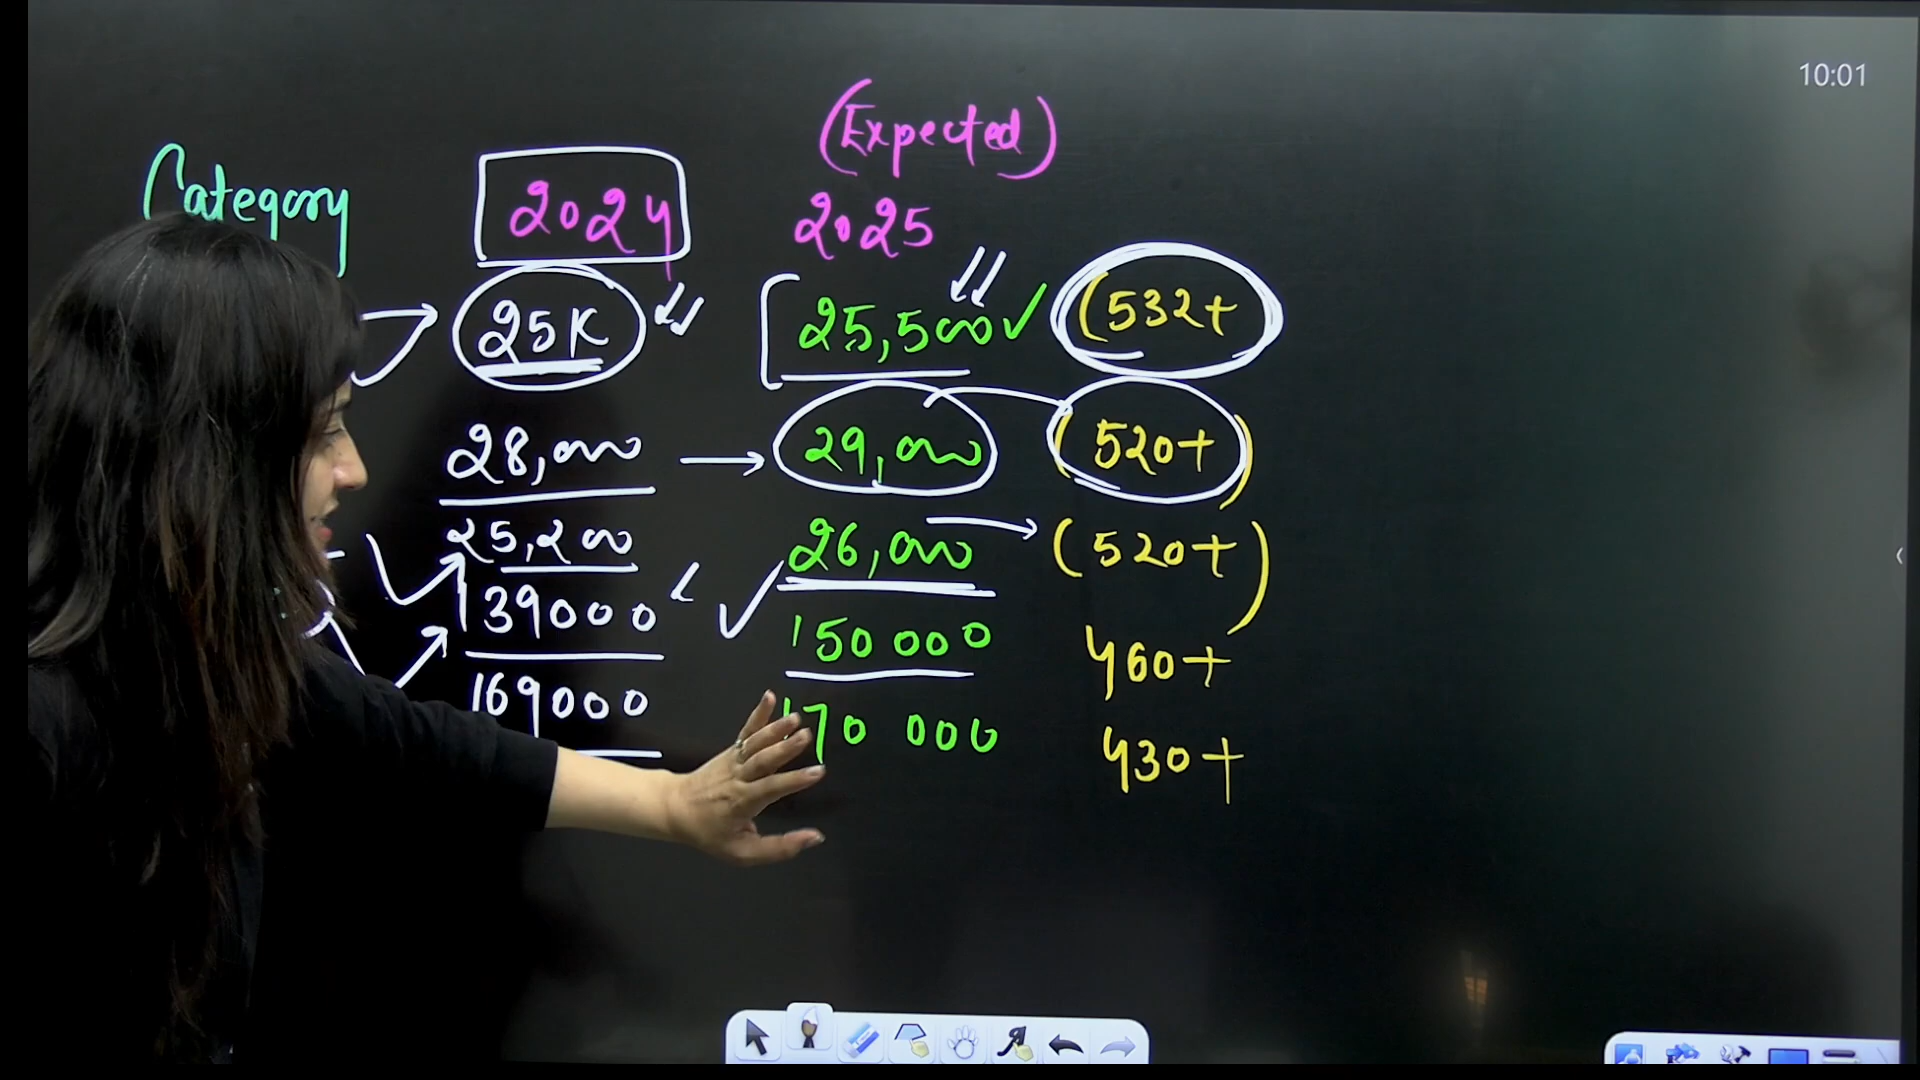 10:01
(Expected)
Category 2024 2025
25K 25,500 (532+
28,000 29,000 (520+)
25,200 26,000 (520+)
139000 150000 460+
169000 170000 430+